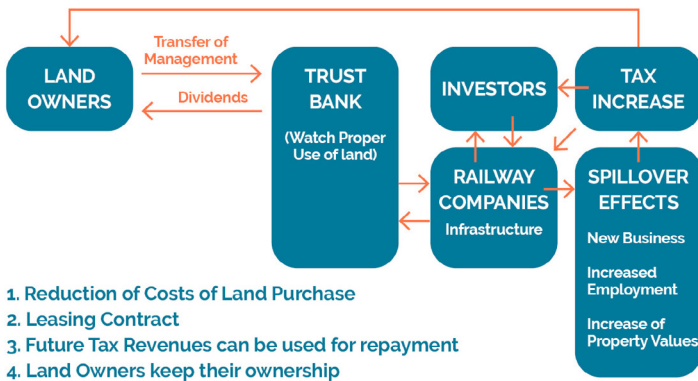 LAND
OWNERS
Transfer of
Management
Dividends
TRUST
BANK
(Watch Proper
Use of land)
INVESTORS
TAX
INCREASE
RAILWAY
COMPANIES
Infrastructure
SPILLOVER
EFFECTS
New Business
Increased
Employment
Increase of
Property Values
1. Reduction of Costs of Land Purchase
2. Leasing Contract
3. Future Tax Revenues can be used for repayment
4. Land Owners keep their ownership